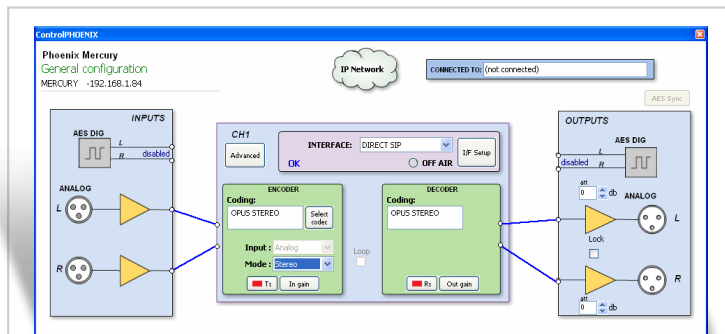 ControlPHOENIX
Phoenix Mercury
General configuration
MERCURY -192.168.1.84
IP Network
CONNECTED TO: (not connected)
AES Sync
INPUTS
AES DIG
L
R disabled
ANALOG
L
R
CH1
Advanced
INTERFACE: DIRECT SIP
I/F Setup
OK
OFF AIR
ENCODER
Coding:
OPUS STEREO
Select codec
Input : Analog
Mode : Stereo
Tx
In gain
Loop
DECODER
Coding:
OPUS STEREO
Rx
Out gain
OUTPUTS
AES DIG
L
disabled R
att
0 db
ANALOG
L
Lock
R
att
0 db